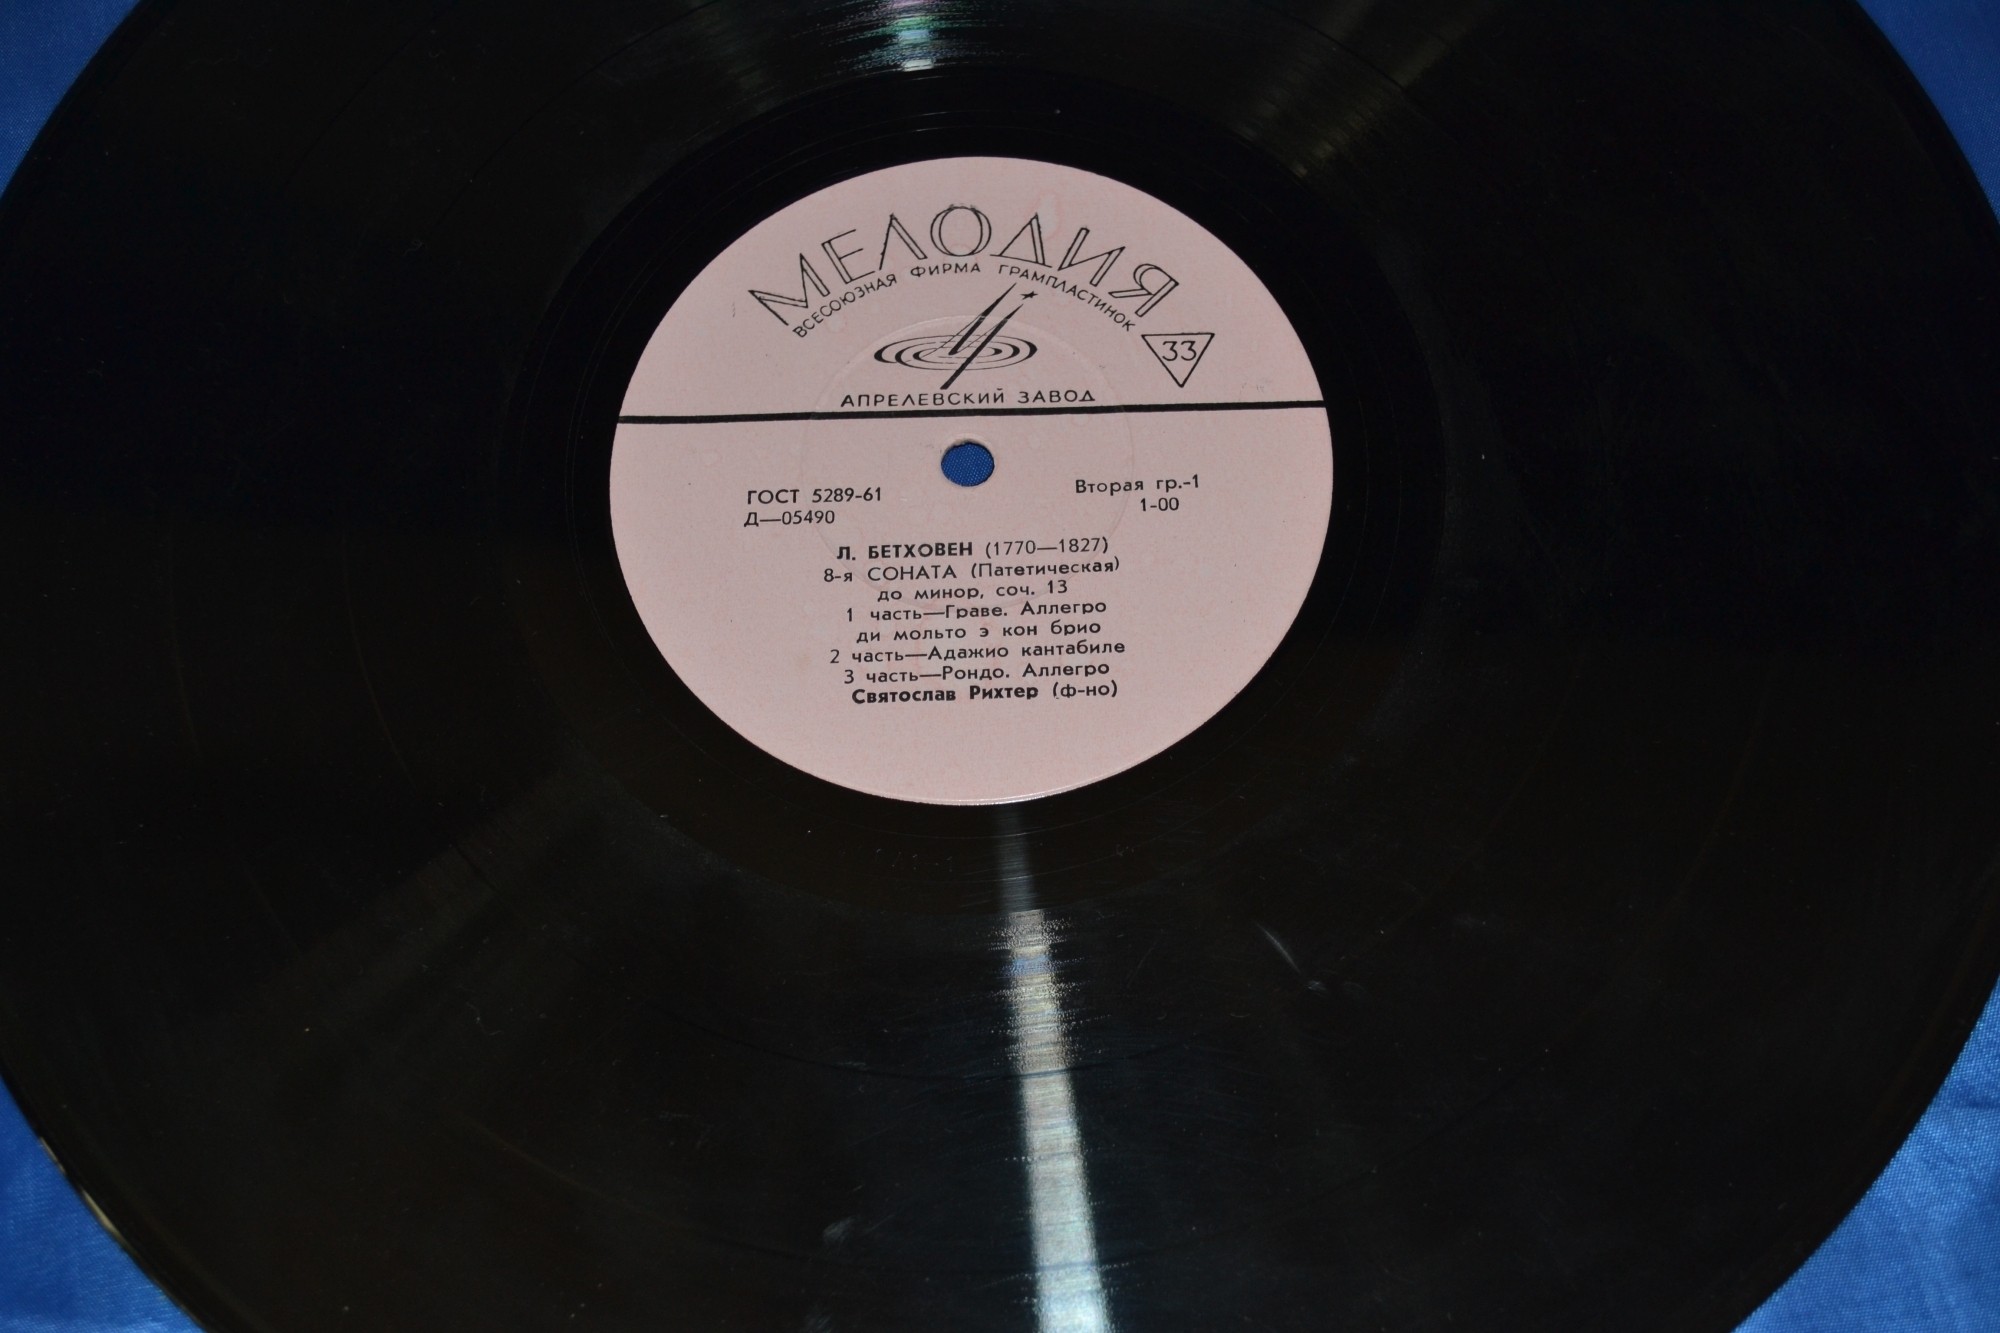 МЕЛОДИЯ
ВСЕСОЮЗНАЯ ФИРМА ГРАМПЛАСТИНОК
33
АПРЕЛЕВСКИЙ ЗАВОД
ГОСТ 5289-61
Д—05490
Вторая гр.-1
1-00
Л. БЕТХОВЕН (1770—1827)
8-я СОНАТА (Патетическая)
до минор, соч. 13
1 часть—Граве. Аллегро
ди мольто э кон брио
2 часть—Адажио кантабиле
3 часть—Рондо. Аллегро
Святослав Рихтер (ф-но)